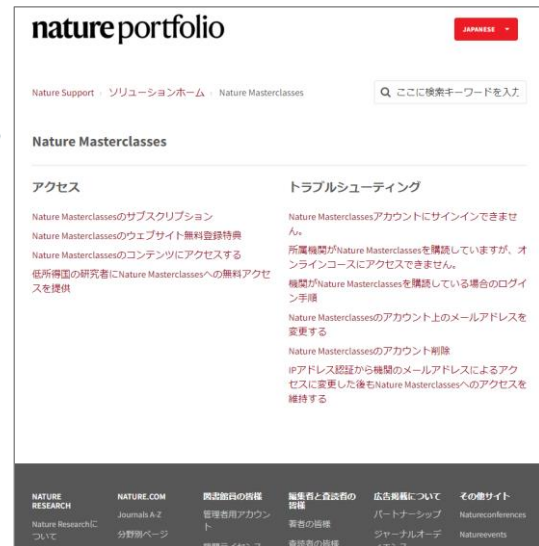 nature portfolio
JAPANESE
Nature Support
ソリューションホーム
Nature Masterclasses
ここに検索キーワードを入力
Nature Masterclasses
アクセス
Nature Masterclassesのサブスクリプション
Nature Masterclassesのウェブサイト無料登録特典
Nature Masterclassesのコンテンツにアクセスする
低所得国の研究者にNature Masterclassesへの無料アクセ
スを提供
トラブルシューティング
Nature Masterclassesアカウントにサインインできませ
ん。
所属機関がNature Masterclassesを購読していますが、オ
ンラインコースにアクセスできません。
機関がNature Masterclassesを購読している場合のログイ
ン手順
Nature Masterclassesのアカウント上のメールアドレスを
変更する
Nature Masterclassesのアカウント削除
IPアドレス認証から機関のメールアドレスによるアク
セスに変更した後もNature Masterclassesへのアクセスを
維持する
NATURE
RESEARCH
Nature Researchに
ついて
NATURE.COM
Journals A-Z
分野別ページ
図書館員の皆様
管理者用アカウン
ト
編集者と査読者の
皆様
著者の皆様
査読者の皆様
広告掲載について
パートナーシップ
ジャーナルオーデ
その他サイト
Natureconferences
Natureevents